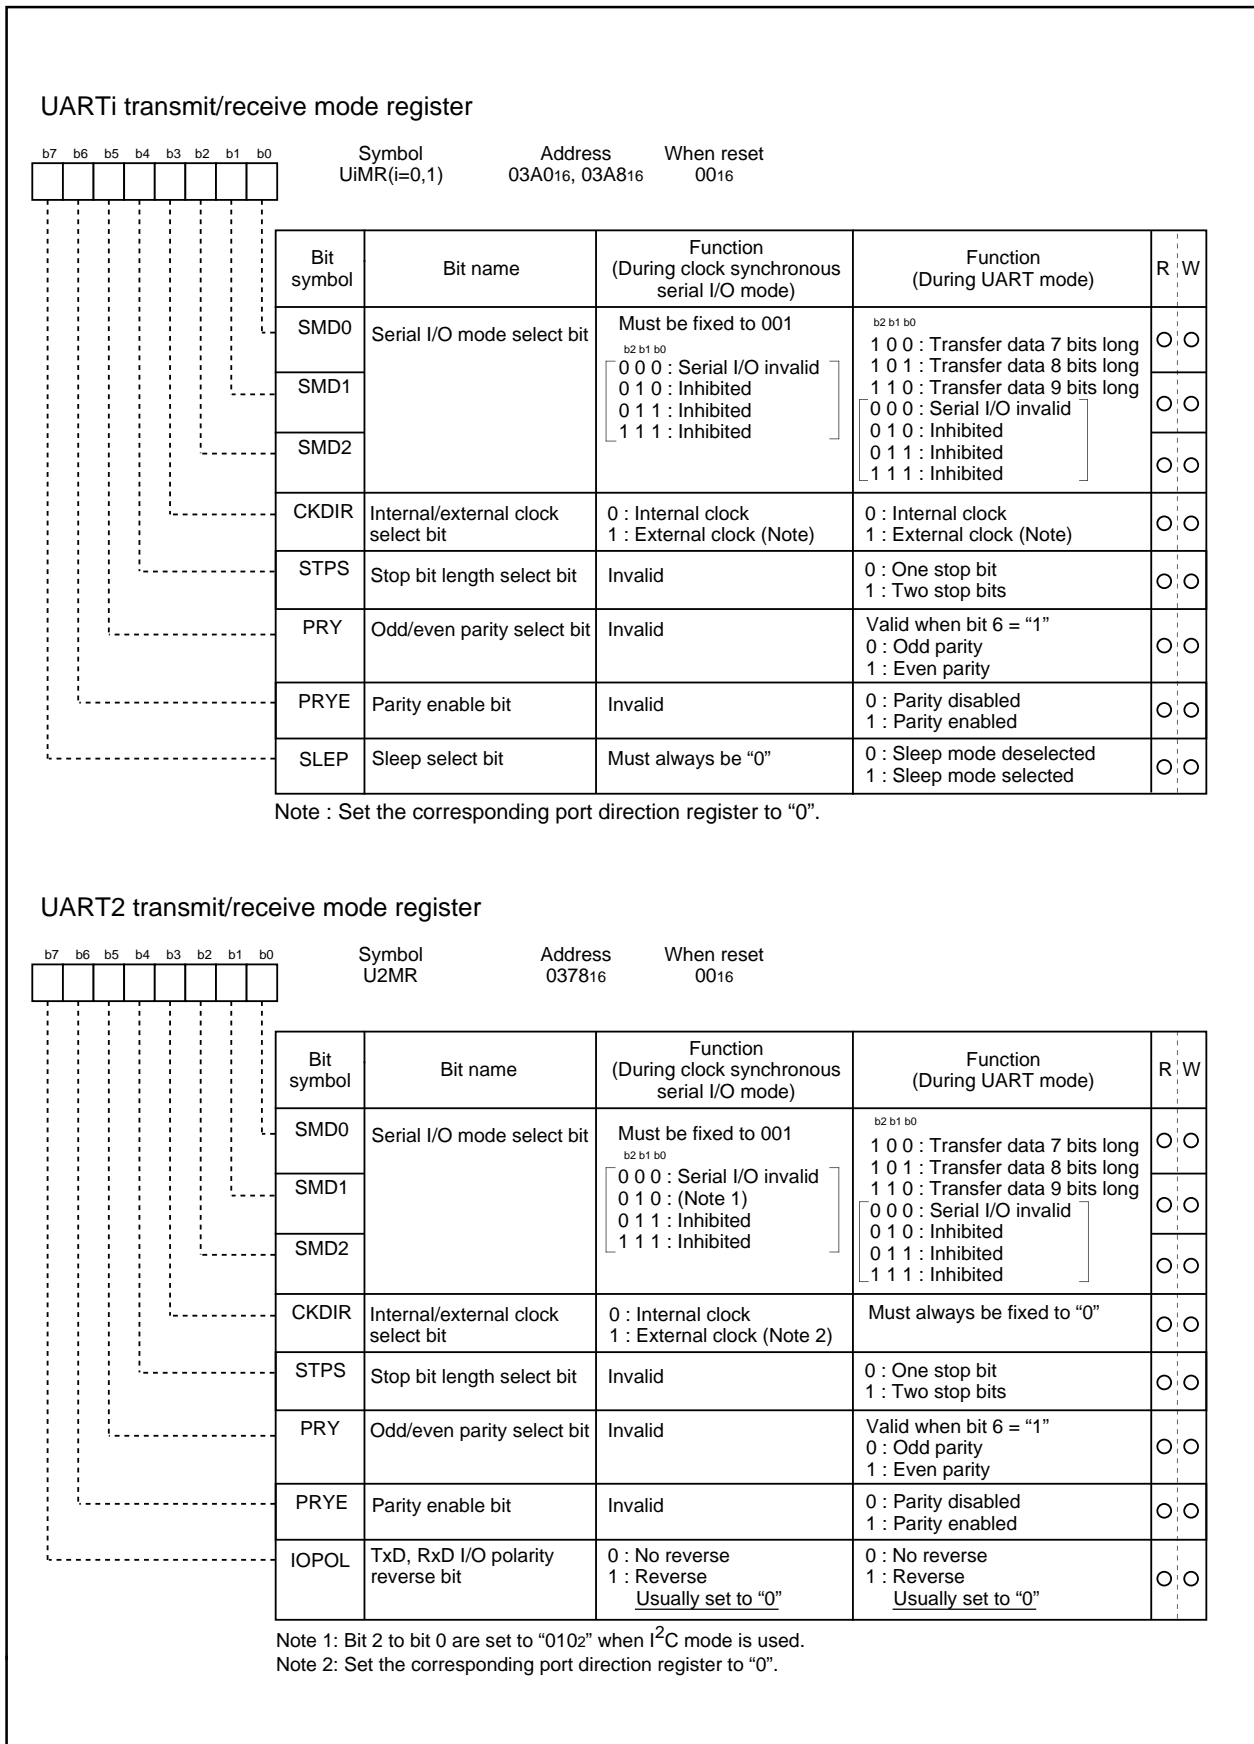 UARTi transmit/receive mode register
b7 b6 b5 b4 b3 b2 b1 b0
Symbol Address When reset
UiMR(i=0,1) 03A016, 03A816 0016
Bit symbol Bit name Function (During clock synchronous serial I/O mode) Function (During UART mode) R W
SMD0 Serial I/O mode select bit
SMD1
SMD2
Must be fixed to 001
b2 b1 b0
0 0 0 : Serial I/O invalid
0 1 0 : Inhibited
0 1 1 : Inhibited
1 1 1 : Inhibited
b2 b1 b0
1 0 0 : Transfer data 7 bits long
1 0 1 : Transfer data 8 bits long
1 1 0 : Transfer data 9 bits long
0 0 0 : Serial I/O invalid
0 1 0 : Inhibited
0 1 1 : Inhibited
1 1 1 : Inhibited
CKDIR Internal/external clock select bit
0 : Internal clock
1 : External clock (Note)
0 : Internal clock
1 : External clock (Note)
STPS Stop bit length select bit Invalid
0 : One stop bit
1 : Two stop bits
PRY Odd/even parity select bit Invalid
Valid when bit 6 = “1”
0 : Odd parity
1 : Even parity
PRYE Parity enable bit Invalid
0 : Parity disabled
1 : Parity enabled
SLEP Sleep select bit Must always be “0”
0 : Sleep mode deselected
1 : Sleep mode selected
Note : Set the corresponding port direction register to “0”.
UART2 transmit/receive mode register
b7 b6 b5 b4 b3 b2 b1 b0
Symbol Address When reset
U2MR 037816 0016
Bit symbol Bit name Function (During clock synchronous serial I/O mode) Function (During UART mode) R W
SMD0 Serial I/O mode select bit
SMD1
SMD2
Must be fixed to 001
b2 b1 b0
0 0 0 : Serial I/O invalid
0 1 0 : (Note 1)
0 1 1 : Inhibited
1 1 1 : Inhibited
b2 b1 b0
1 0 0 : Transfer data 7 bits long
1 0 1 : Transfer data 8 bits long
1 1 0 : Transfer data 9 bits long
0 0 0 : Serial I/O invalid
0 1 0 : Inhibited
0 1 1 : Inhibited
1 1 1 : Inhibited
CKDIR Internal/external clock select bit
0 : Internal clock
1 : External clock (Note 2)
Must always be fixed to “0”
STPS Stop bit length select bit Invalid
0 : One stop bit
1 : Two stop bits
PRY Odd/even parity select bit Invalid
Valid when bit 6 = “1”
0 : Odd parity
1 : Even parity
PRYE Parity enable bit Invalid
0 : Parity disabled
1 : Parity enabled
IOPOL TxD, RxD I/O polarity reverse bit
0 : No reverse
1 : Reverse
Usually set to “0”
0 : No reverse
1 : Reverse
Usually set to “0”
Note 1: Bit 2 to bit 0 are set to “0102” when I2C mode is used.
Note 2: Set the corresponding port direction register to “0”.